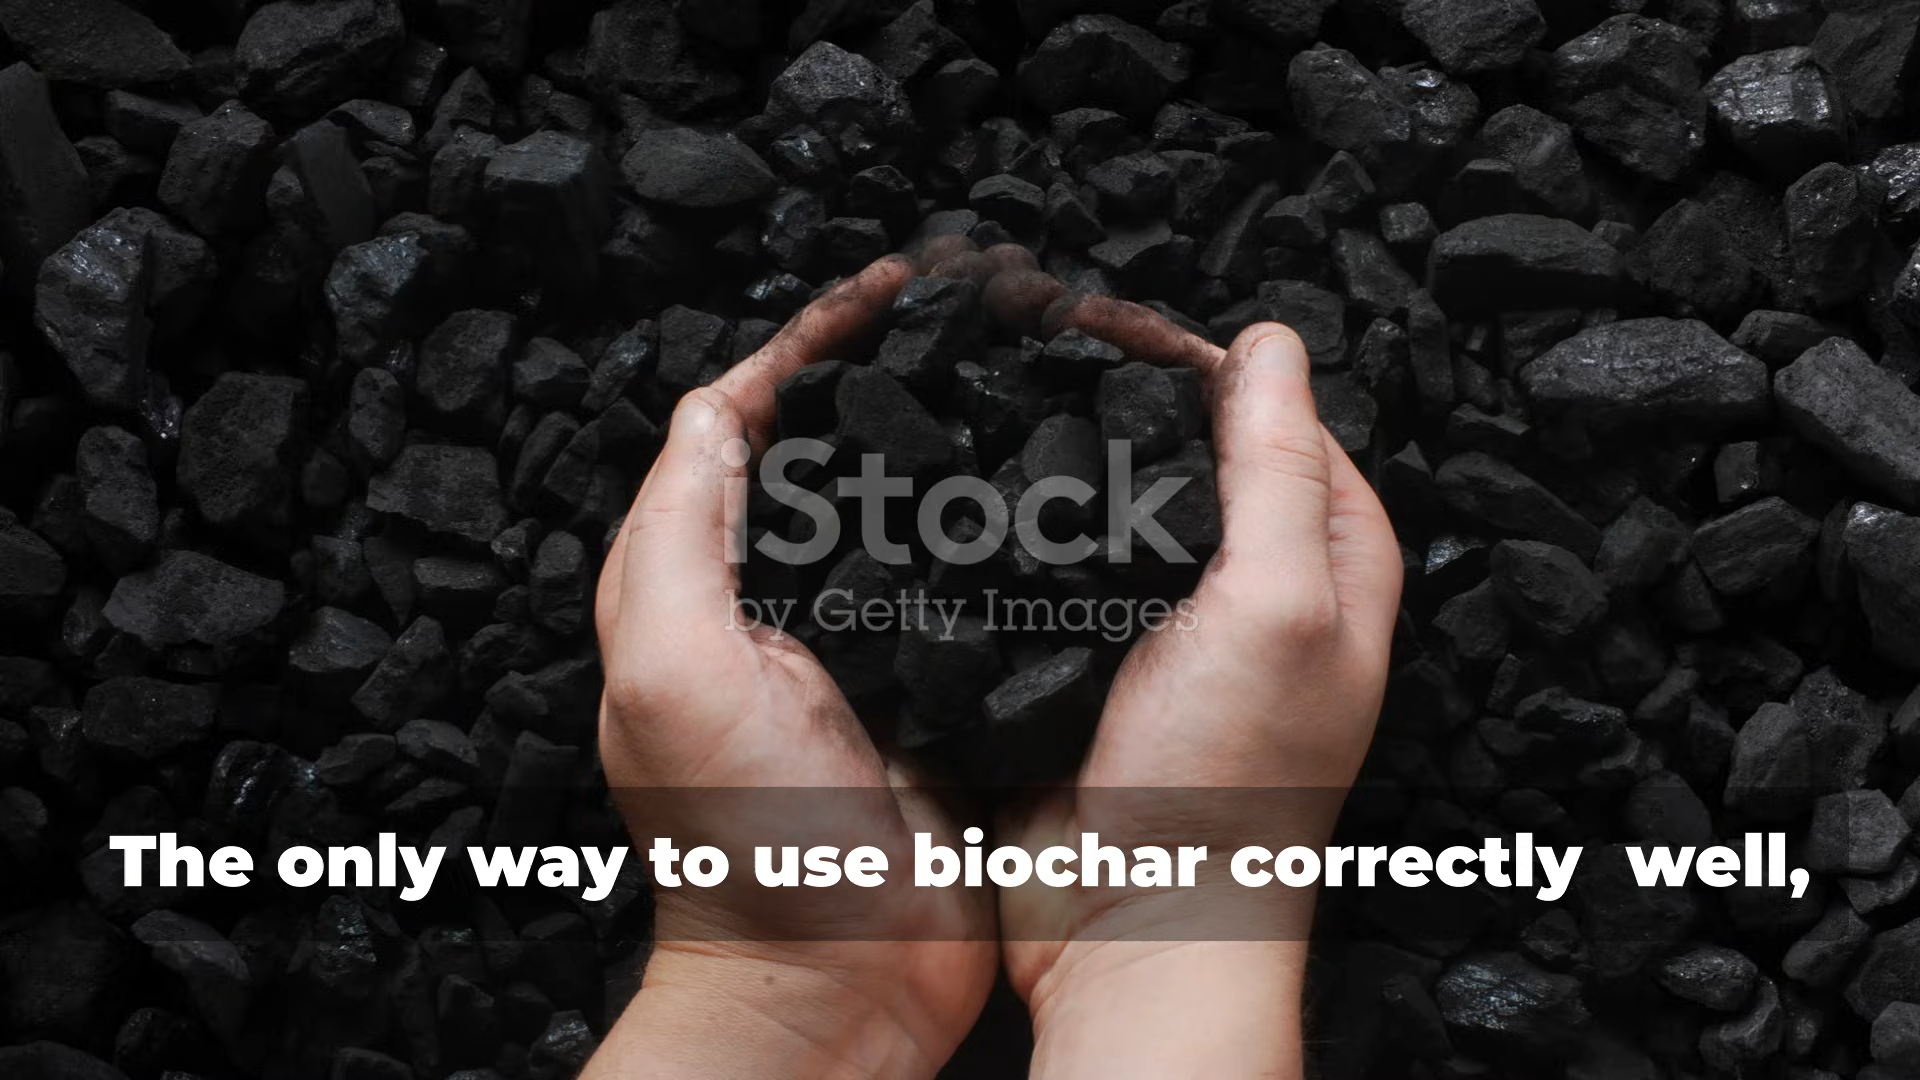 iStock
by Getty Images
The only way to use biochar correctly  well,